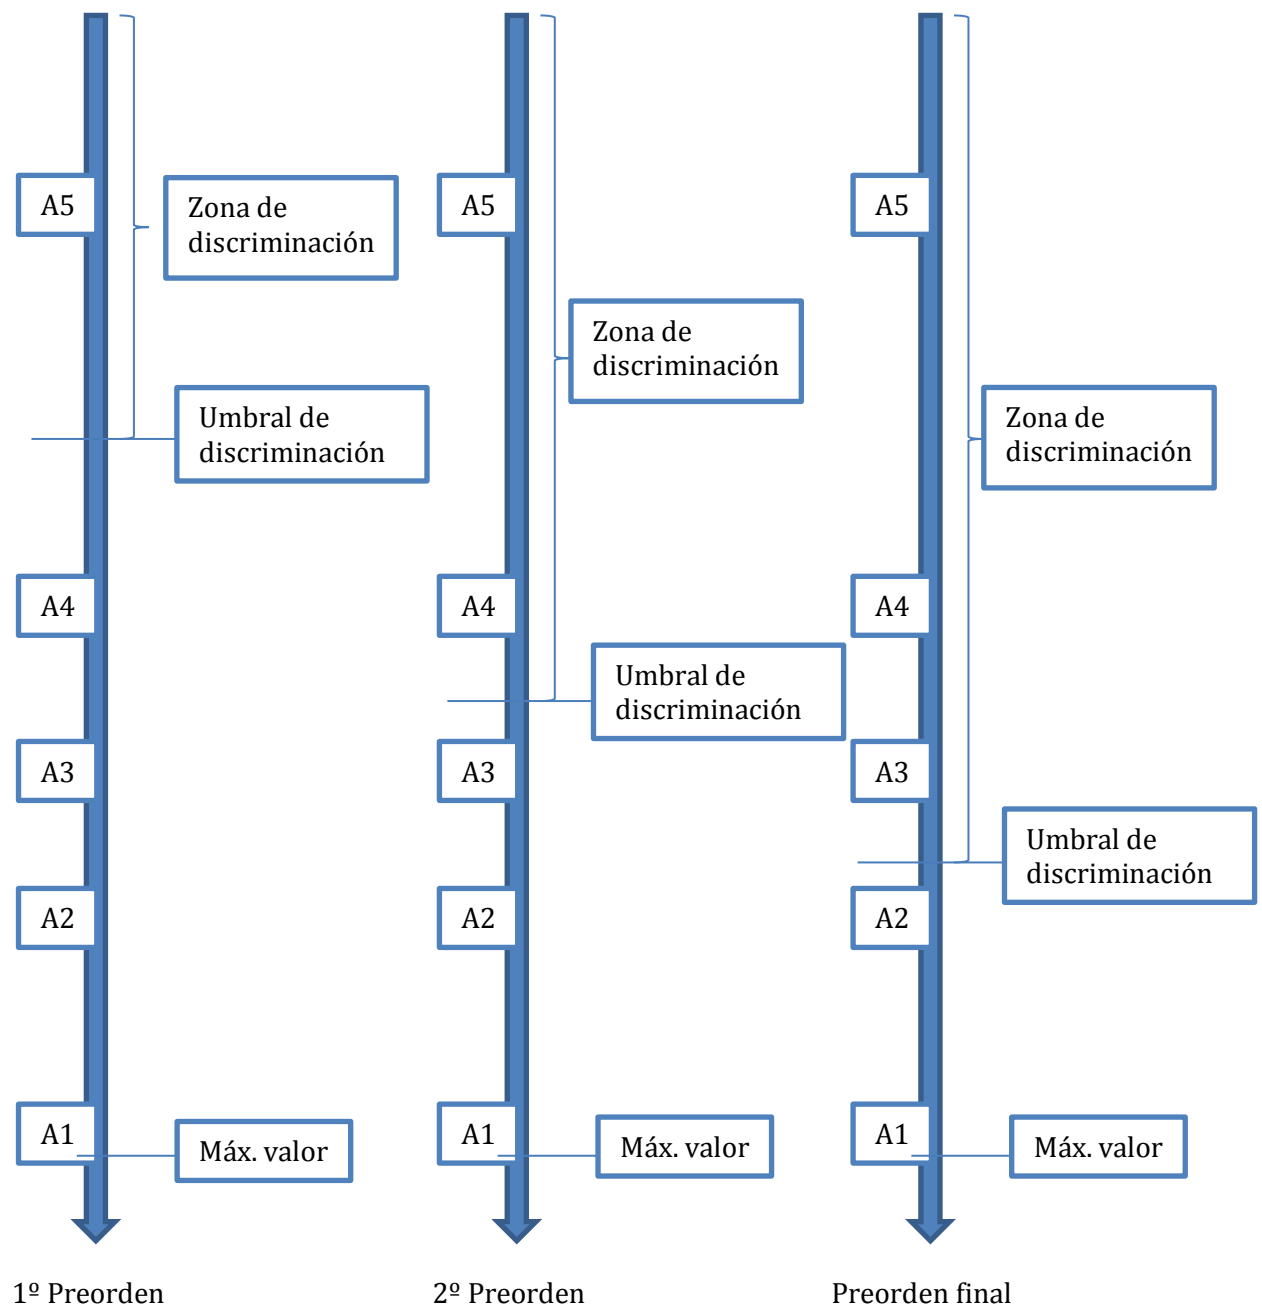 A5
Zona de
discriminación
Umbral de
discriminación
A4
A3
A2
A1
Máx. valor
1º Preorden
A5
Zona de
discriminación
A4
Umbral de
discriminación
A3
A2
A1
Máx. valor
2º Preorden
A5
Zona de
discriminación
A4
A3
Umbral de
discriminación
A2
A1
Máx. valor
Preorden final